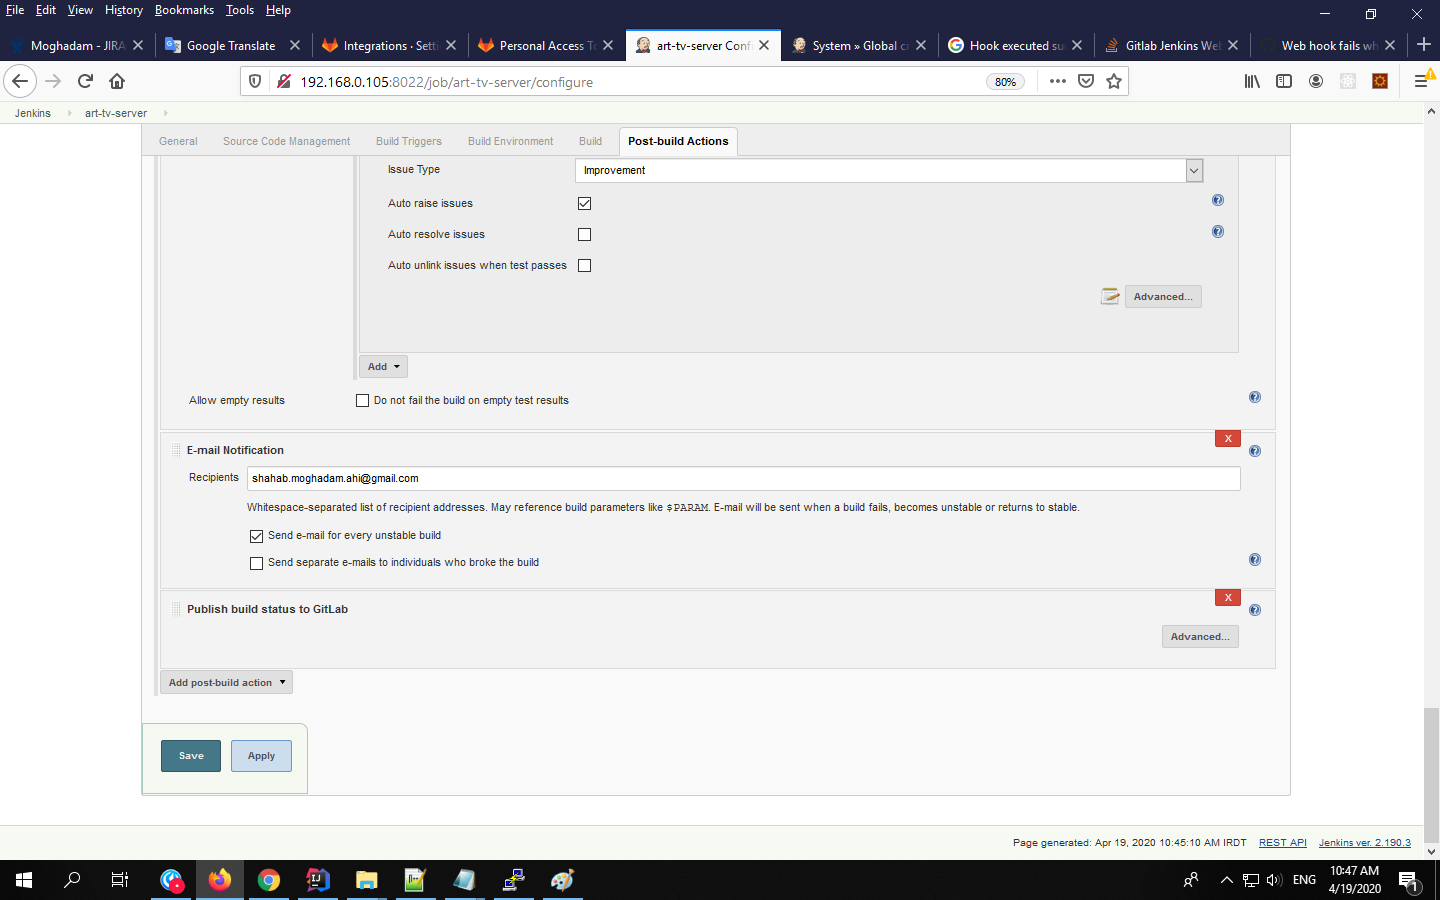 File Edit View History Bookmarks Tools Help
Moghadam - JIRA
Google Translate
Integrations · Setti
Personal Access To
art-tv-server Confi
System » Global cr
Hook executed su
Gitlab Jenkins We
Web hook fails wh
192.168.0.105:8022/job/art-tv-server/configure
80%
Jenkins
art-tv-server
General
Source Code Management
Build Triggers
Build Environment
Build
Post-build Actions
Issue Type
Improvement
Auto raise issues
Auto resolve issues
Auto unlink issues when test passes
Advanced...
Add
Allow empty results
Do not fail the build on empty test results
X
E-mail Notification
Recipients
shahab.moghadam.ahi@gmail.com
Whitespace-separated list of recipient addresses. May reference build parameters like $PARAM. E-mail will be sent when a build fails, becomes unstable or returns to stable.
Send e-mail for every unstable build
Send separate e-mails to individuals who broke the build
X
Publish build status to GitLab
Advanced...
Add post-build action
Save
Apply
Page generated: Apr 19, 2020 10:45:10 AM IRDT
REST API
Jenkins ver. 2.190.3
ENG
10:47 AM
4/19/2020
1